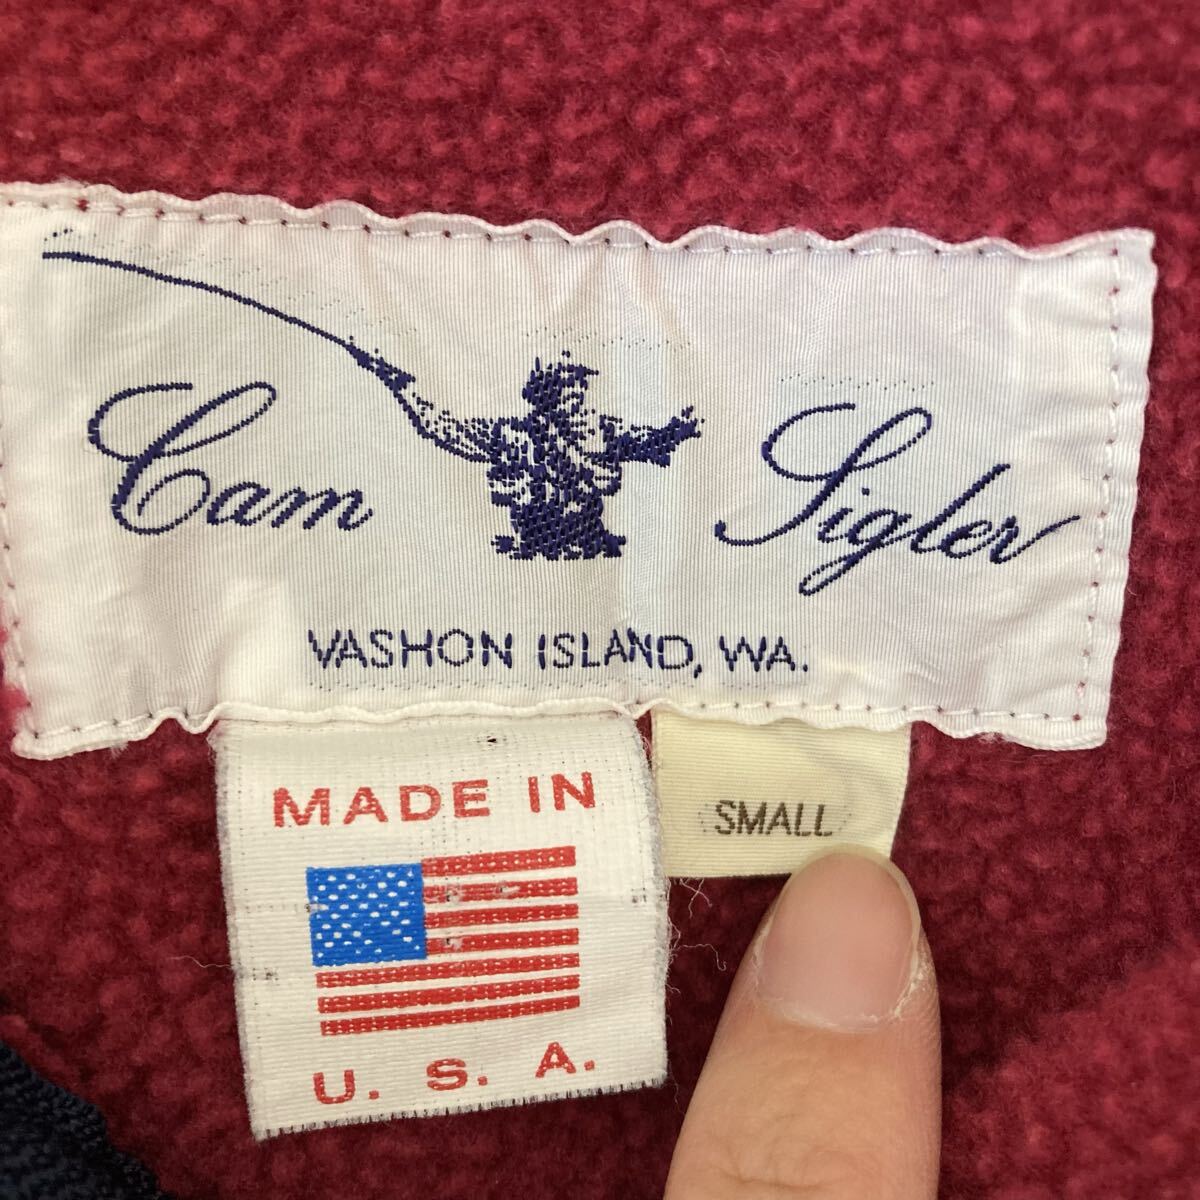 Cam Sigler
VASHON ISLAND, WA.
MADE IN
U. S. A.
SMALL